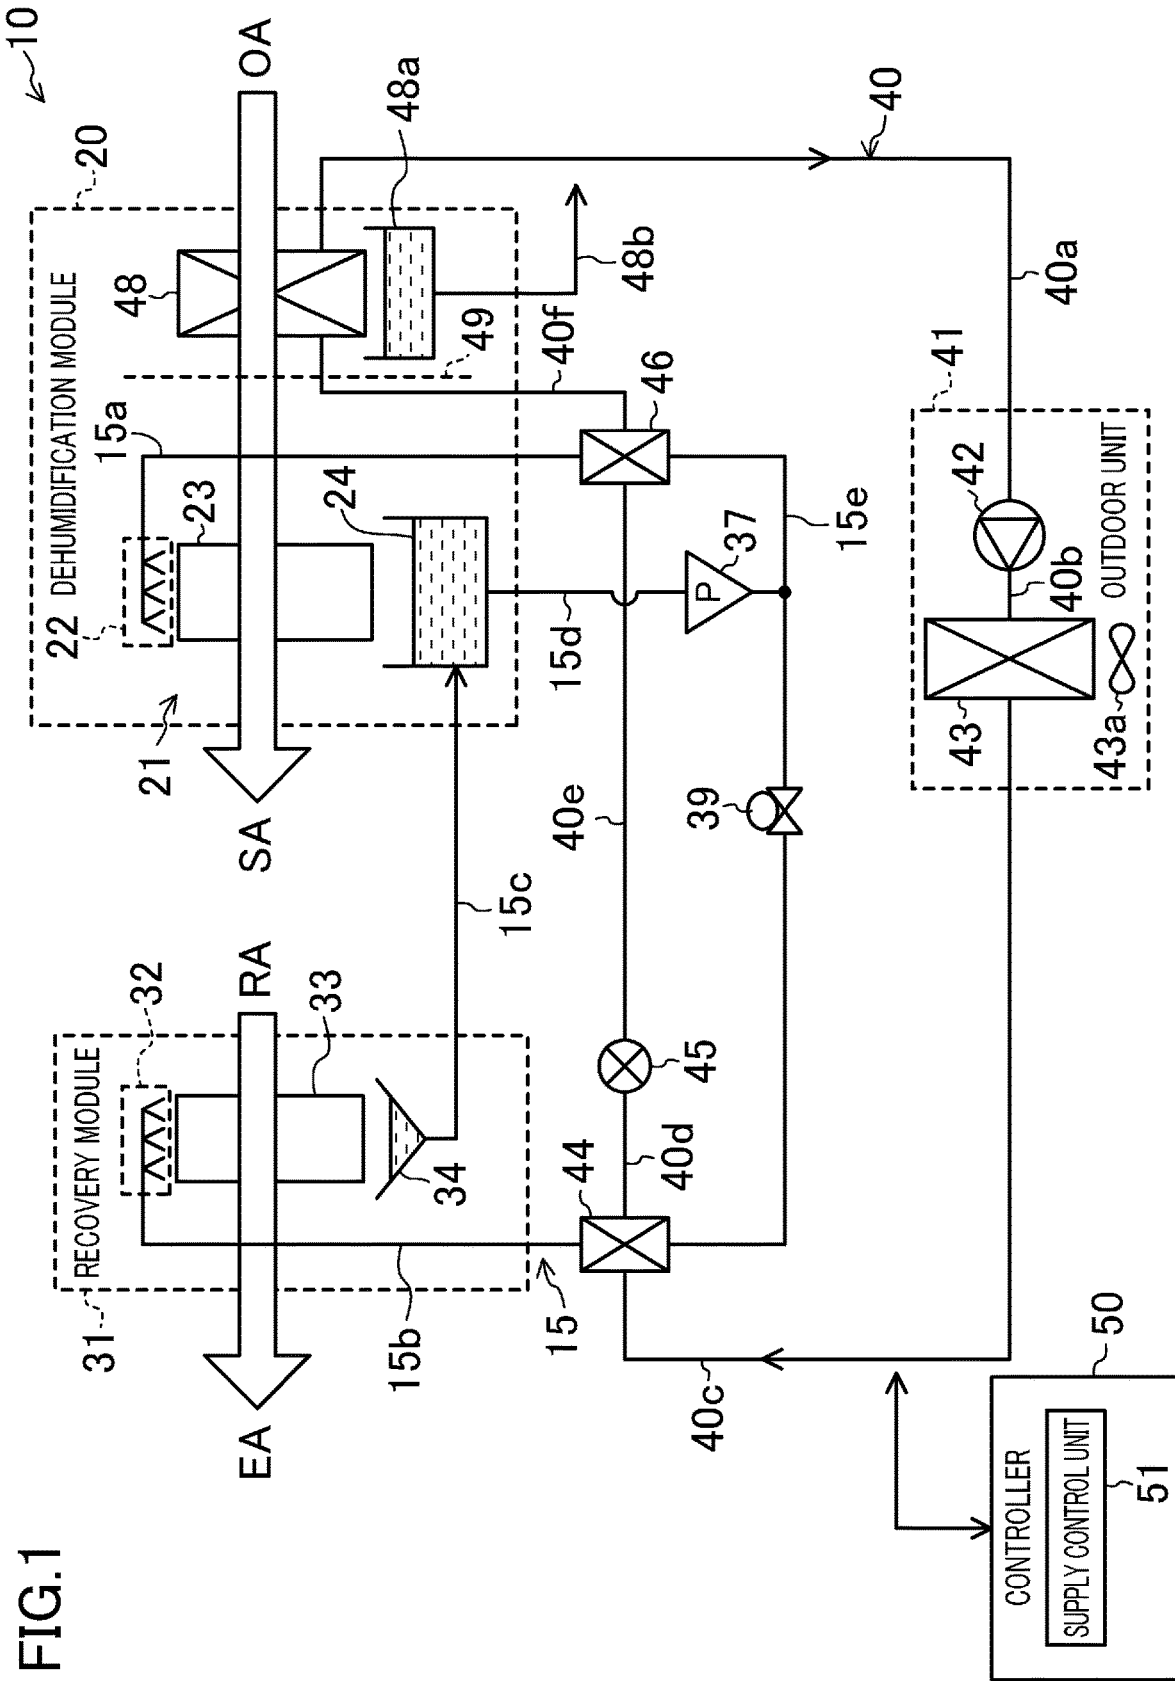 FIG.1
10
EA
RA
SA
OA
31
RECOVERY MODULE
32
33
34
15b
15
15c
21
22
DEHUMIDIFICATION MODULE
20
15a
23
24
48
48a
48b
49
40f
15d
44
40d
45
40e
46
37
P
15e
39
40
40c
40a
41
42
40b
43
43a
OUTDOOR UNIT
50
CONTROLLER
SUPPLY CONTROL UNIT
51